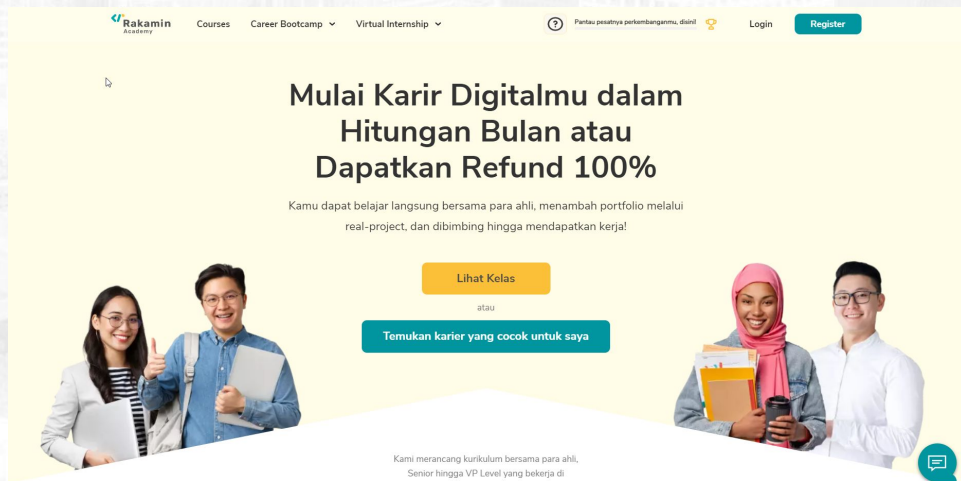 Rakamin
Academy
Courses
Career Bootcamp
Virtual Internship
?
Pantau pesatnya perkembanganmu, disini!
Login
Register
Mulai Karir Digitalmu dalam
Hitungan Bulan atau
Dapatkan Refund 100%
Kamu dapat belajar langsung bersama para ahli, menambah portfolio melalui
real-project, dan dibimbing hingga mendapatkan kerja!
Lihat Kelas
atau
Temukan karier yang cocok untuk saya
Kami merancang kurikulum bersama para ahli,
Senior hingga VP Level yang bekerja di